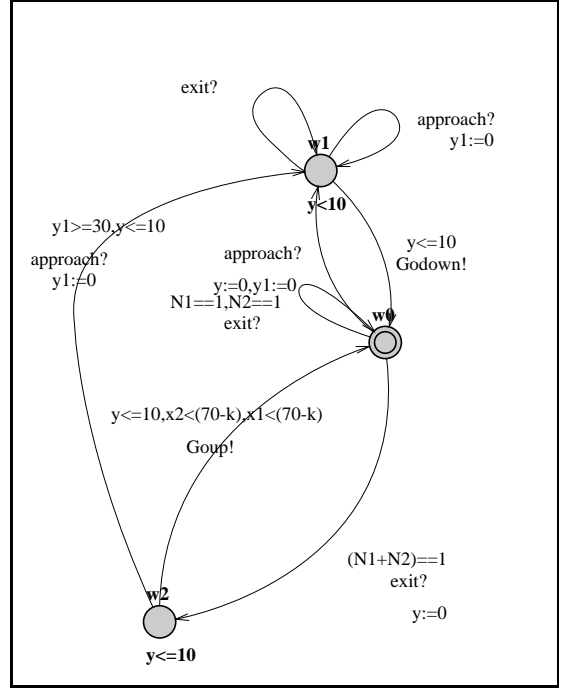 exit?
approach?
y1:=0
w1
y<10
y1>=30,y<=10
approach?
y1:=0
y<=10
Godown!
approach?
y:=0,y1:=0
N1==1,N2==1
exit?
w0
y<=10,x2<(70-k),x1<(70-k)
Goup!
(N1+N2)==1
exit?
y:=0
w2
y<=10